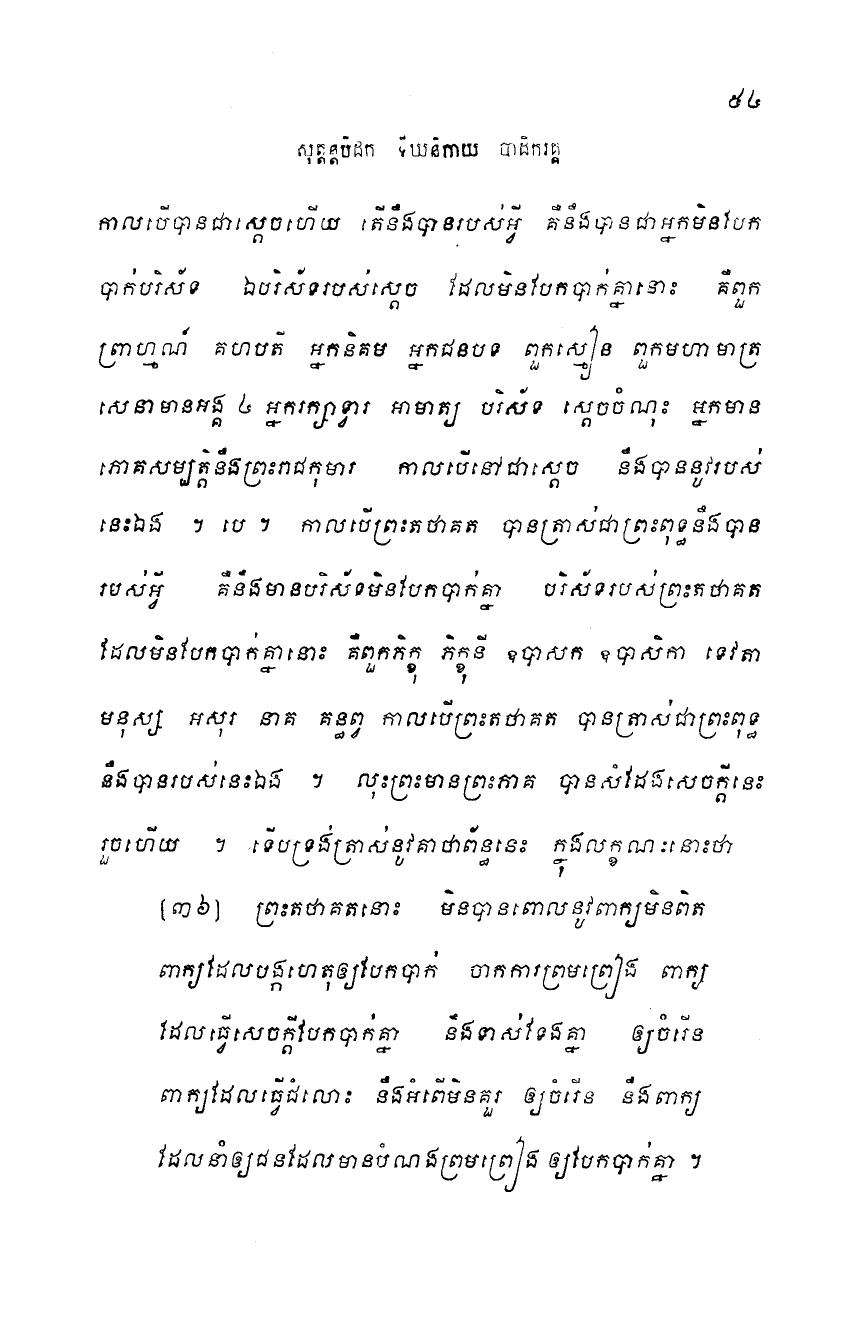 ៩៤
សុត្តន្តបិដក ទីឃនិកាយ បាដិកវគ្គ
កាលបើបានជាស្តេចហើយ តើនឹងបានរបស់អ្វី គឺនឹងបានជាអ្នកមិនបែក
បាក់បរិស័ទ ឯបរិស័ទរបស់ស្តេច ដែលមិនបែកបាក់គ្នានោះ គឺពួក
ព្រាហ្មណ៍ គហបតី អ្នកនិគម អ្នកជនបទ ពួកស្មៀន ពួកមហាមាត្រ
សេនាមានអង្គ ៤ អ្នករក្សាទ្វារ អាមាត្យ បរិស័ទ ស្តេចចំណុះ អ្នកមាន
ភោគសម្បត្តិនឹងព្រះរាជកុមារ កាលបើនៅជាស្តេច នឹងបាននូវរបស់
នេះឯង ។ បេ ។ កាលបើព្រះតថាគត បានត្រាស់ជាព្រះពុទ្ធនឹងបាន
របស់អ្វី គឺនឹងមានបរិស័ទមិនបែកបាក់គ្នា បរិស័ទរបស់ព្រះតថាគត
ដែលមិនបែកបាក់គ្នានោះ គឺពួកភិក្ខុ ភិក្ខុនី ឧបាសក ឧបាសិកា ទេវតា
មនុស្ស អសុរ នាគ គន្ធព្វ កាលបើព្រះតថាគត បានត្រាស់ជាព្រះពុទ្ធ
នឹងបានរបស់នេះឯង ។ លុះព្រះមានព្រះភាគ បានសំដែងសេចក្តីនេះ
រួចហើយ ។ ទើបទ្រង់ត្រាស់នូវគាថាព័ន្ធនេះ ក្នុងលក្ខណៈនោះថា
[៣៦] ព្រះតថាគតនោះ មិនបានពោលនូវពាក្យមិនពិត
ពាក្យដែលបង្កហេតុឲ្យបែកបាក់ ចាកការព្រមព្រៀង ពាក្យ
ដែលធ្វើសេចក្តីបែកបាក់គ្នា នឹងទាស់ទែងគ្នា ឲ្យចំរើន
ពាក្យដែលធ្វើជំលោះ នឹងអំពើមិនគួរ ឲ្យចំរើន នឹងពាក្យ
ដែលនាំឲ្យជនដែលមានបំណងព្រមព្រៀង ឲ្យបែកបាក់គ្នា ។